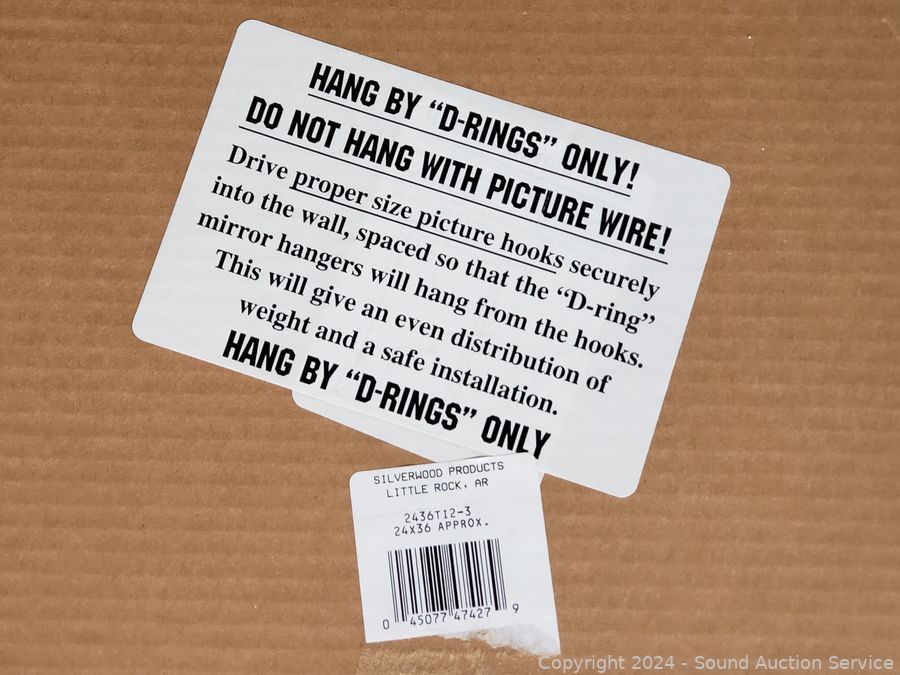 HANG BY “D-RINGS” ONLY!
DO NOT HANG WITH PICTURE WIRE!
Drive proper size picture hooks securely
into the wall, spaced so that the “D-ring”
mirror hangers will hang from the hooks.
This will give an even distribution of
weight and a safe installation.
HANG BY “D-RINGS” ONLY
SILVERWOOD PRODUCTS
LITTLE ROCK, AR
2436TI2-3
24X36 APPROX.
0 45077 47427 9
Copyright 2024 - Sound Auction Service